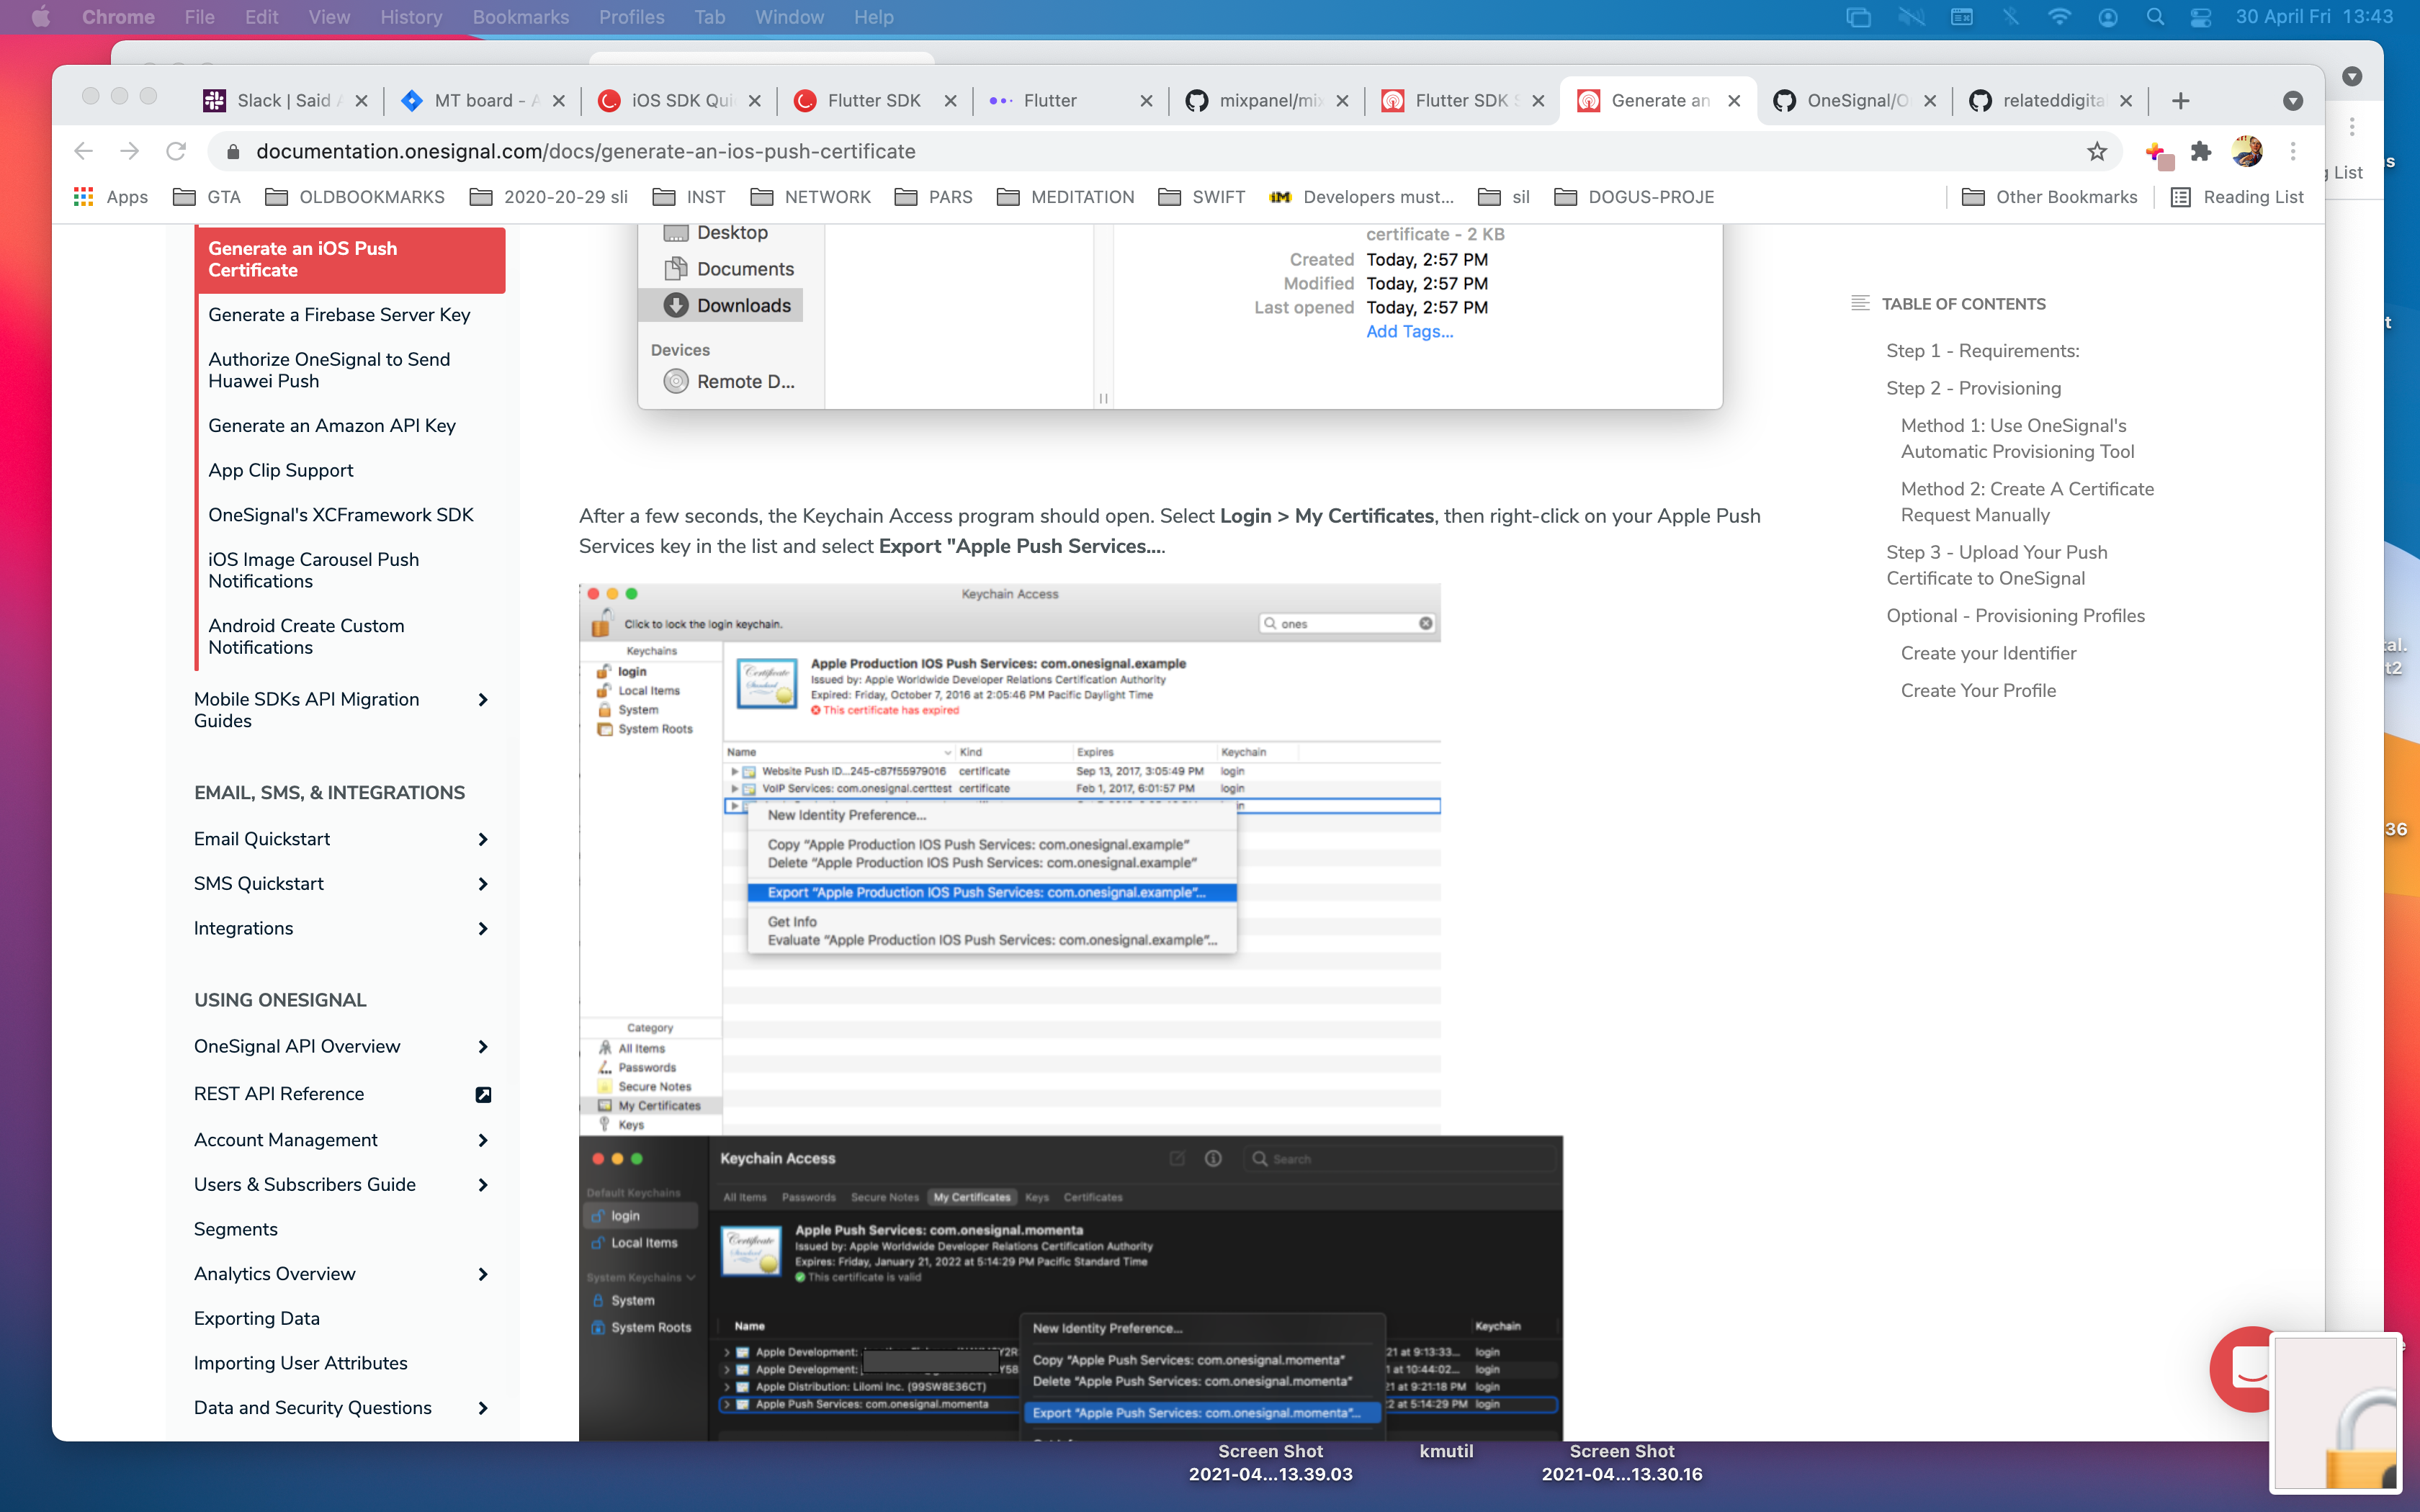 Chrome File Edit View History Bookmarks Profiles Tab Window Help
30 April Fri 13:43
Slack | Said
MT board - A
iOS SDK Qui
Flutter SDK
Flutter
mixpanel/mix
Flutter SDK S
Generate an
OneSignal/O
relateddigita
documentation.onesignal.com/docs/generate-an-ios-push-certificate
Apps GTA OLDBOOKMARKS 2020-20-29 sli INST NETWORK PARS MEDITATION SWIFT Developers must... sil DOGUS-PROJE Other Bookmarks Reading List
List
Generate an iOS Push
Certificate
Generate a Firebase Server Key
Authorize OneSignal to Send
Huawei Push
Generate an Amazon API Key
App Clip Support
OneSignal's XCFramework SDK
iOS Image Carousel Push
Notifications
Android Create Custom
Notifications
Mobile SDKs API Migration
Guides
EMAIL, SMS, & INTEGRATIONS
Email Quickstart
SMS Quickstart
Integrations
USING ONESIGNAL
OneSignal API Overview
REST API Reference
Account Management
Users & Subscribers Guide
Segments
Analytics Overview
Exporting Data
Importing User Attributes
Data and Security Questions
Desktop
Documents
Downloads
Devices
Remote D...
certificate - 2 KB
Created Today, 2:57 PM
Modified Today, 2:57 PM
Last opened Today, 2:57 PM
Add Tags...
After a few seconds, the Keychain Access program should open. Select Login > My Certificates, then right-click on your Apple Push
Services key in the list and select Export "Apple Push Services....
Keychain Access
Click to lock the login keychain.
ones
Keychains
login
Local Items
System
System Roots
Apple Production IOS Push Services: com.onesignal.example
Issued by: Apple Worldwide Developer Relations Certification Authority
Expired: Friday, October 7, 2016 at 2:05:46 PM Pacific Daylight Time
This certificate has expired
Name Kind Expires Keychain
Website Push ID...245-c87f55979016 certificate Sep 13, 2017, 3:05:49 PM login
VoIP Services: com.onesignal.certtest certificate Feb 1, 2017, 6:01:57 PM login
New Identity Preference...
Copy “Apple Production IOS Push Services: com.onesignal.example”
Delete “Apple Production IOS Push Services: com.onesignal.example”
Export “Apple Production IOS Push Services: com.onesignal.example”...
Get Info
Evaluate “Apple Production IOS Push Services: com.onesignal.example”...
Category
All Items
Passwords
Secure Notes
My Certificates
Keys
Keychain Access
Search
Default Keychains
login
Local Items
System Keychains
System
System Roots
All Items Passwords Secure Notes My Certificates Keys Certificates
Apple Push Services: com.onesignal.momenta
Issued by: Apple Worldwide Developer Relations Certification Authority
Expires: Friday, January 21, 2022 at 5:14:29 PM Pacific Standard Time
This certificate is valid
Name Keychain
Apple Development: 21 at 9:13:33... login
Apple Development: 1 at 10:44:02... login
Apple Distribution: Lilomi Inc. (99SW8E36CT) 21 at 9:21:18 PM login
Apple Push Services: com.onesignal.momenta 2 at 5:14:29 PM login
New Identity Preference...
Copy “Apple Push Services: com.onesignal.momenta”
Delete “Apple Push Services: com.onesignal.momenta”
Export “Apple Push Services: com.onesignal.momenta”...
TABLE OF CONTENTS
Step 1 - Requirements:
Step 2 - Provisioning
Method 1: Use OneSignal's
Automatic Provisioning Tool
Method 2: Create A Certificate
Request Manually
Step 3 - Upload Your Push
Certificate to OneSignal
Optional - Provisioning Profiles
Create your Identifier
Create Your Profile
36
Screen Shot
2021-04...13.39.03
kmutil
Screen Shot
2021-04...13.30.16